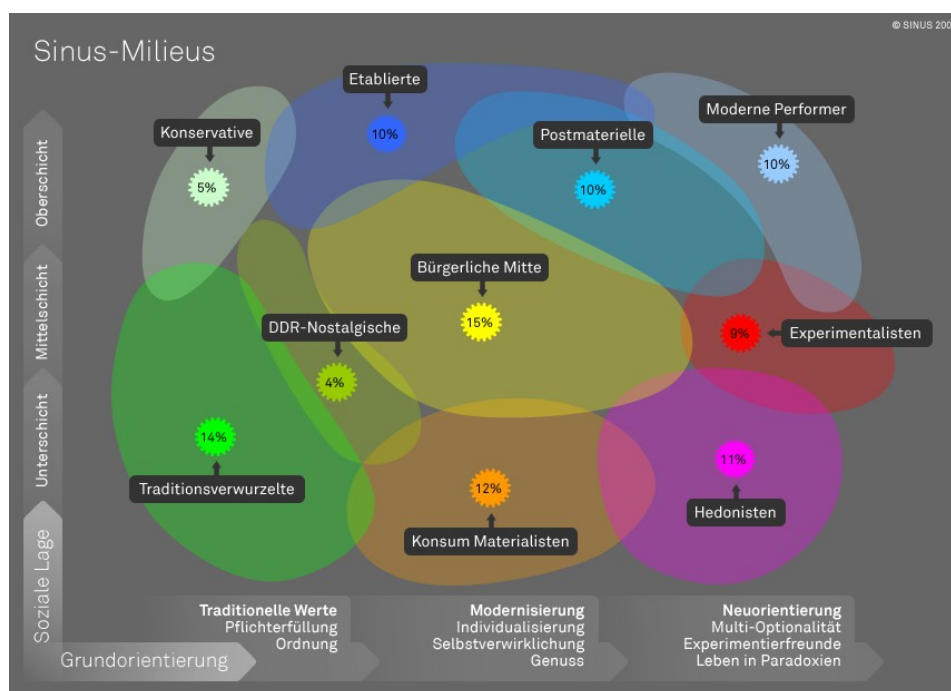 © SINUS 200
Sinus-Milieus
Etablierte
10%
Konservative
5%
Postmaterielle
10%
Moderne Performer
10%
Bürgerliche Mitte
15%
DDR-Nostalgische
4%
9%
Experimentalisten
14%
Traditionsverwurzelte
12%
Konsum Materialisten
11%
Hedonisten
Oberschicht
Mittelschicht
Unterschicht
Soziale Lage
Grundorientierung
Traditionelle Werte
Pflichterfüllung
Ordnung
Modernisierung
Individualisierung
Selbstverwirklichung
Genuss
Neuorientierung
Multi-Optionalität
Experimentierfreunde
Leben in Paradoxien